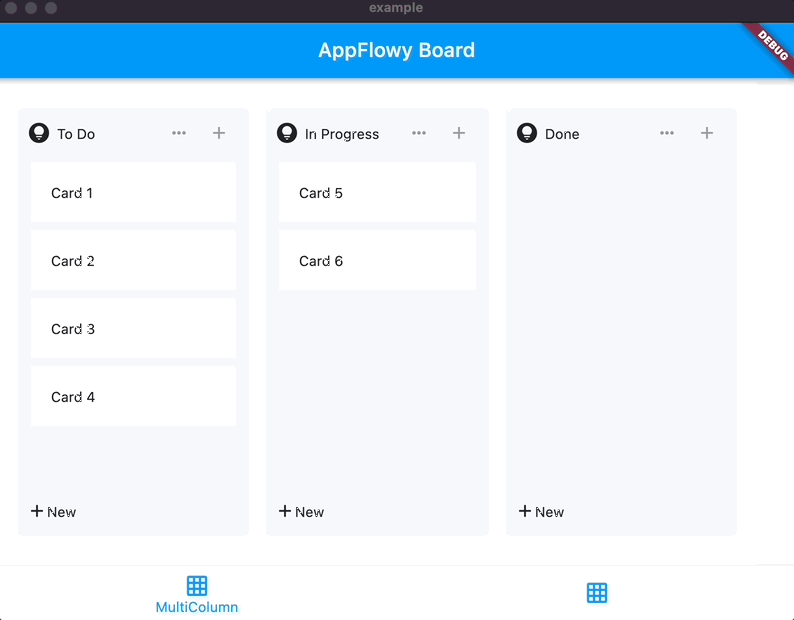 example
AppFlowy Board
DEBUG
To Do
In Progress
Done
Card 1
Card 5
Card 2
Card 6
Card 3
Card 4
New
New
New
MultiColumn